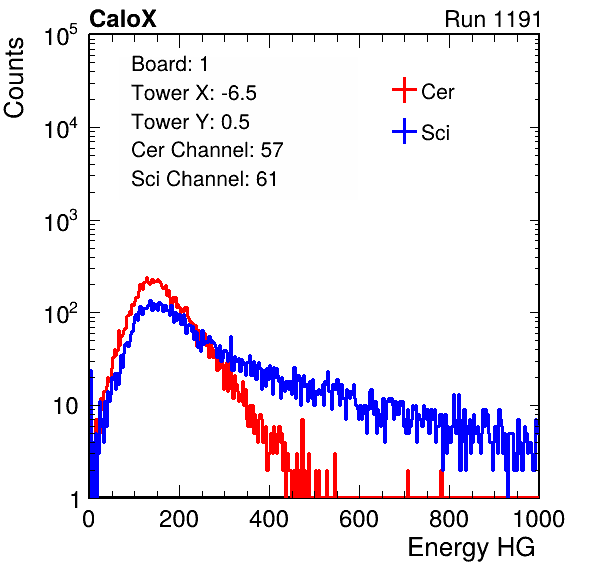 CaloX Run 1191
Counts
10^5
10^4
10^3
10^2
10
1
Board: 1
Tower X: -6.5
Tower Y: 0.5
Cer Channel: 57
Sci Channel: 61
Cer
Sci
0 200 400 600 800 1000
Energy HG